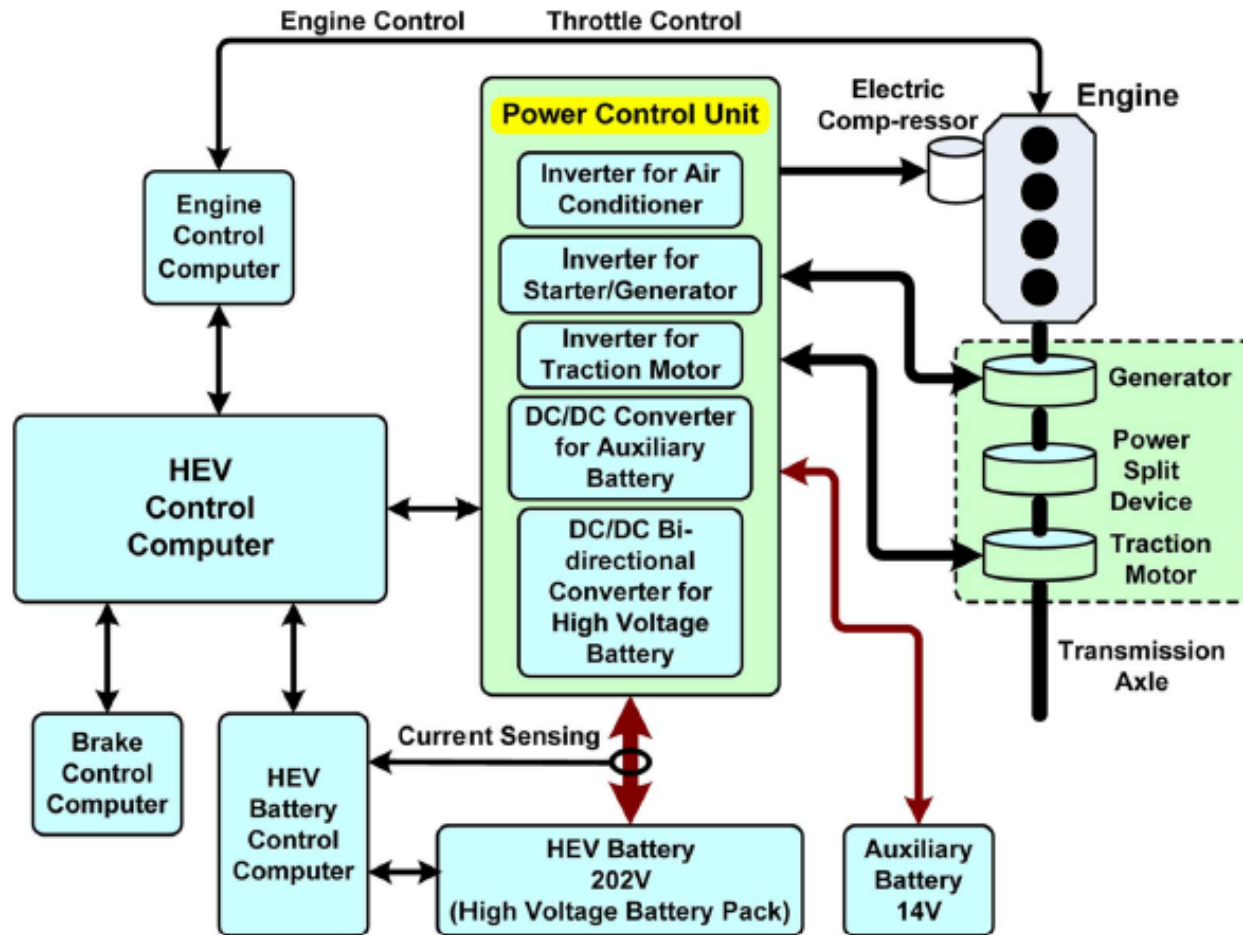 Engine Control
Throttle Control
Power Control Unit
Inverter for Air
Conditioner
Inverter for
Starter/Generator
Inverter for
Traction Motor
DC/DC Converter
for Auxiliary
Battery
DC/DC Bi-
directional
Converter for
High Voltage
Battery
Electric
Comp-ressor
Engine
Generator
Power
Split
Device
Traction
Motor
Transmission
Axle
Engine
Control
Computer
HEV
Control
Computer
Brake
Control
Computer
HEV
Battery
Control
Computer
Current Sensing
HEV Battery
202V
(High Voltage Battery Pack)
Auxiliary
Battery
14V